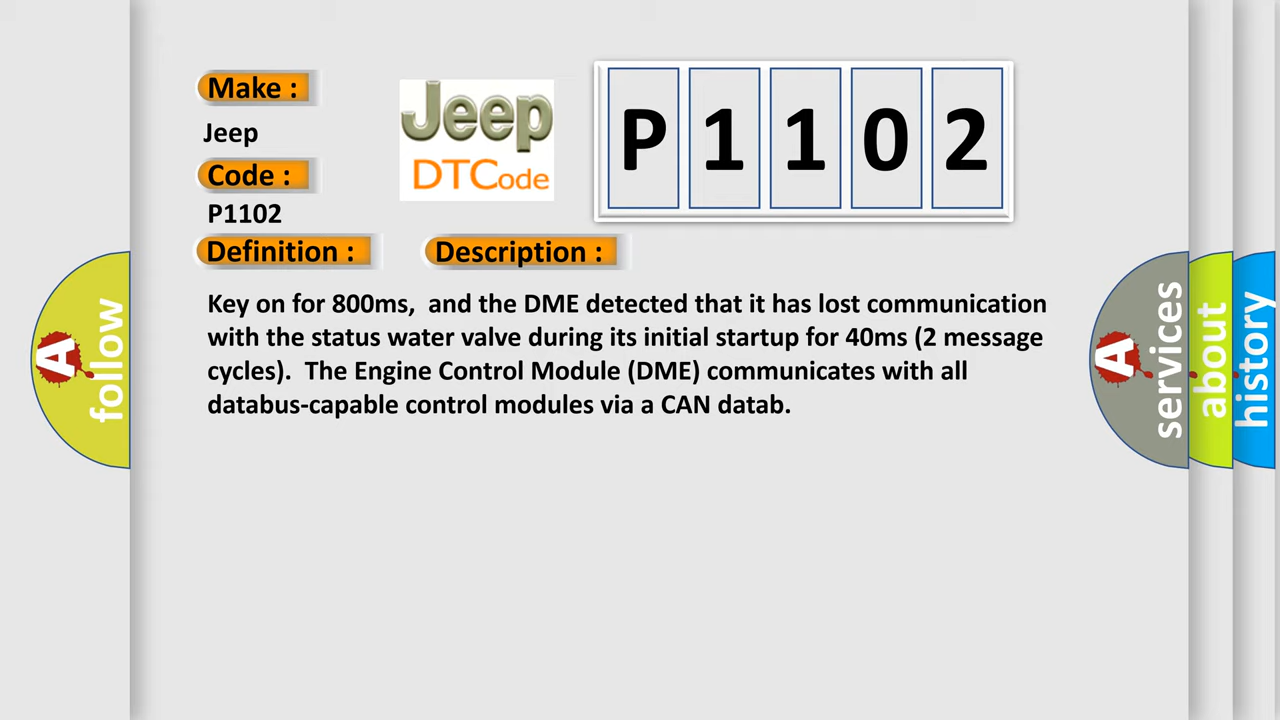 Make :
Jeep
Code :
P1102
Definition :
Description :
Jeep
DTCode
P 1 1 0 2
Key on for 800ms,  and the DME detected that it has lost communication
with the status water valve during its initial startup for 40ms (2 message
cycles).  The Engine Control Module (DME) communicates with all
databus-capable control modules via a CAN datab.
A
follow
A
services
about
history